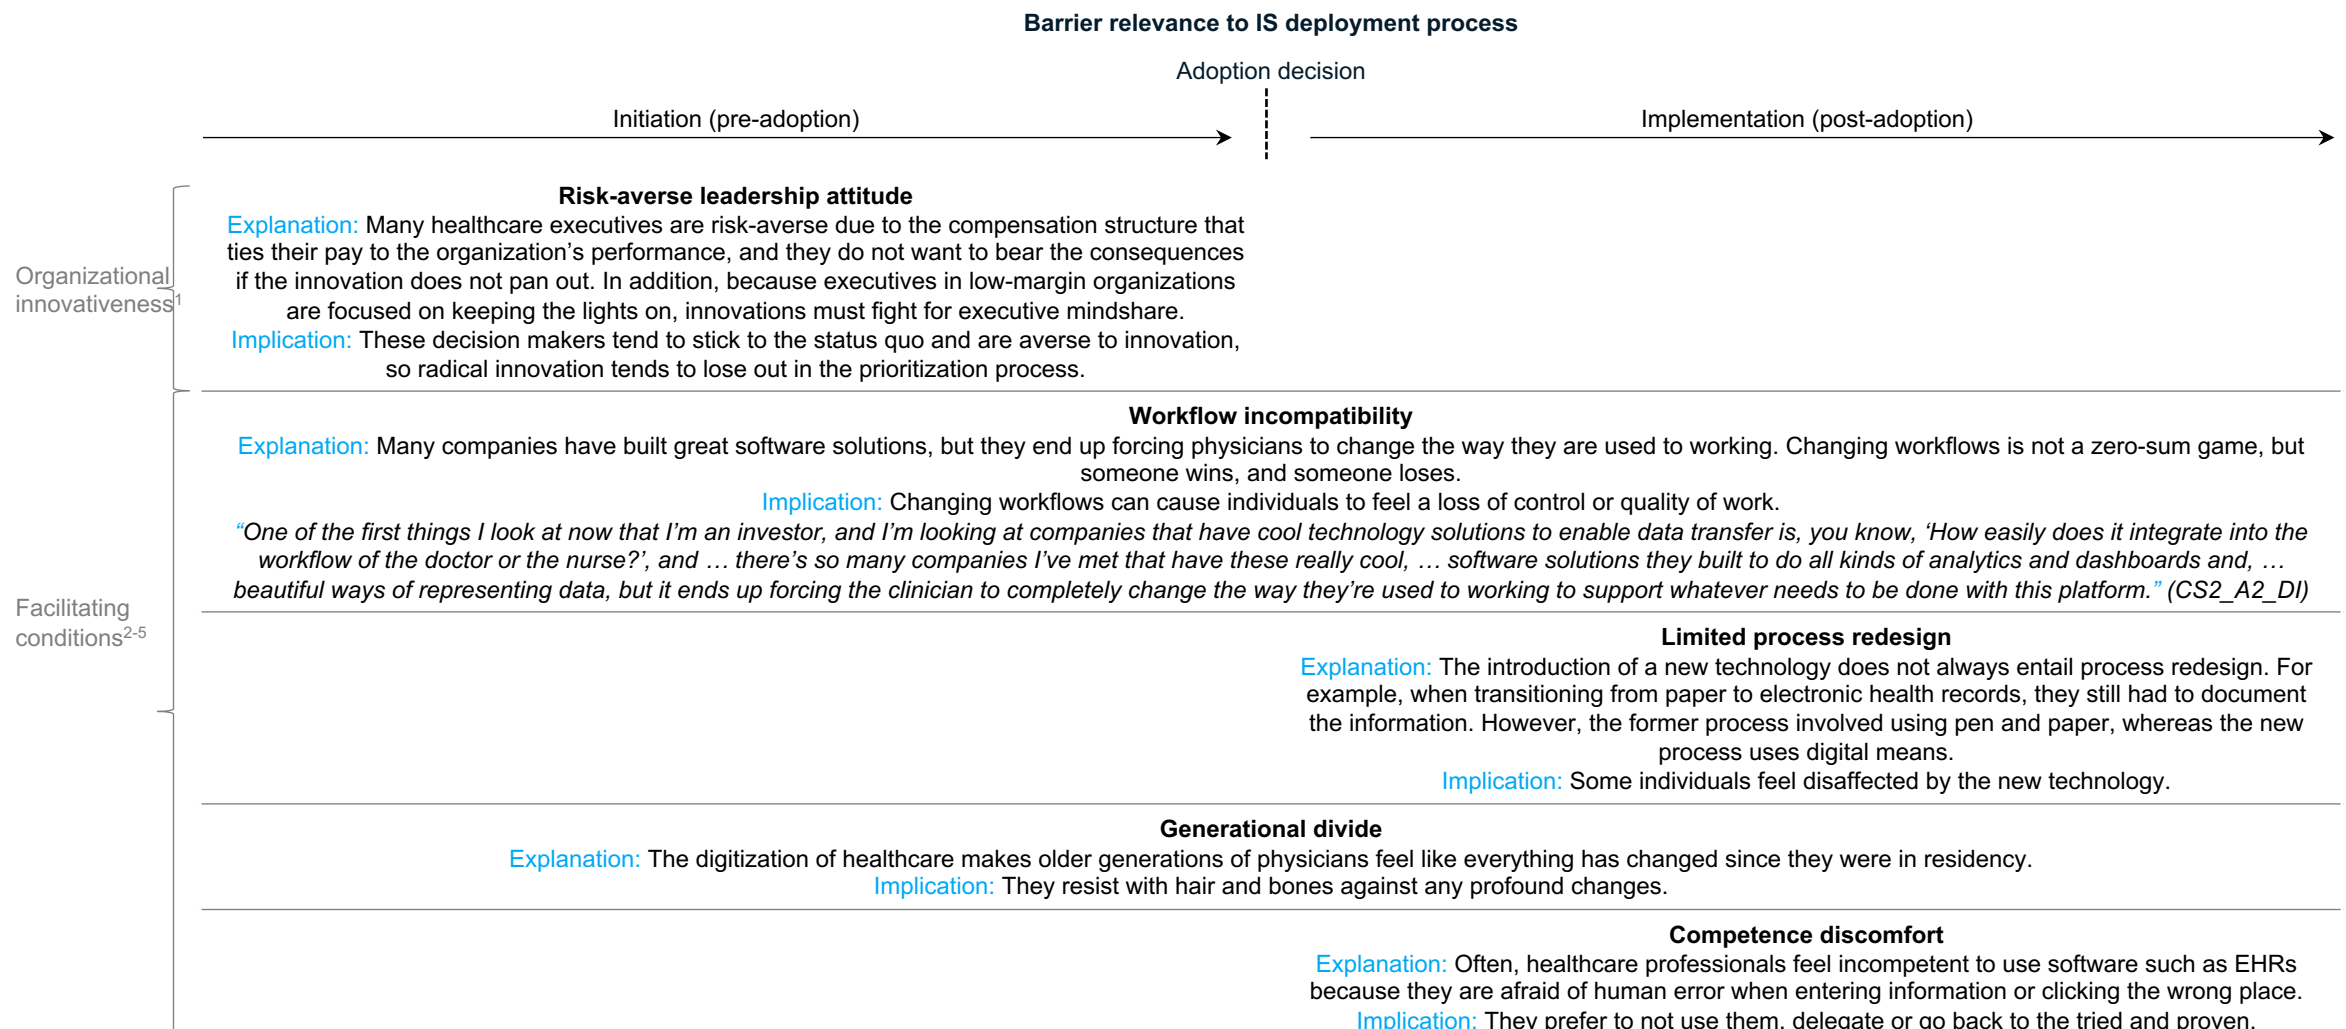 Barrier relevance to IS deployment process
Adoption decision
Initiation (pre-adoption)
Implementation (post-adoption)
Organizational
innovativeness1
Risk-averse leadership attitude
Explanation: Many healthcare executives are risk-averse due to the compensation structure that
ties their pay to the organization's performance, and they do not want to bear the consequences
if the innovation does not pan out. In addition, because executives in low-margin organizations
are focused on keeping the lights on, innovations must fight for executive mindshare.
Implication: These decision makers tend to stick to the status quo and are averse to innovation,
so radical innovation tends to lose out in the prioritization process.
Facilitating
conditions2-5
Workflow incompatibility
Explanation: Many companies have built great software solutions, but they end up forcing physicians to change the way they are used to working. Changing workflows is not a zero-sum game, but
someone wins, and someone loses.
Implication: Changing workflows can cause individuals to feel a loss of control or quality of work.
“One of the first things I look at now that I'm an investor, and I'm looking at companies that have cool technology solutions to enable data transfer is, you know, ‘How easily does it integrate into the
workflow of the doctor or the nurse?’, and … there's so many companies I've met that have these really cool, … software solutions they built to do all kinds of analytics and dashboards and, …
beautiful ways of representing data, but it ends up forcing the clinician to completely change the way they're used to working to support whatever needs to be done with this platform.” (CS2_A2_DI)
Limited process redesign
Explanation: The introduction of a new technology does not always entail process redesign. For
example, when transitioning from paper to electronic health records, they still had to document
the information. However, the former process involved using pen and paper, whereas the new
process uses digital means.
Implication: Some individuals feel disaffected by the new technology.
Generational divide
Explanation: The digitization of healthcare makes older generations of physicians feel like everything has changed since they were in residency.
Implication: They resist with hair and bones against any profound changes.
Competence discomfort
Explanation: Often, healthcare professionals feel incompetent to use software such as EHRs
because they are afraid of human error when entering information or clicking the wrong place.
Implication: They prefer to not use them, delegate or go back to the tried and proven.